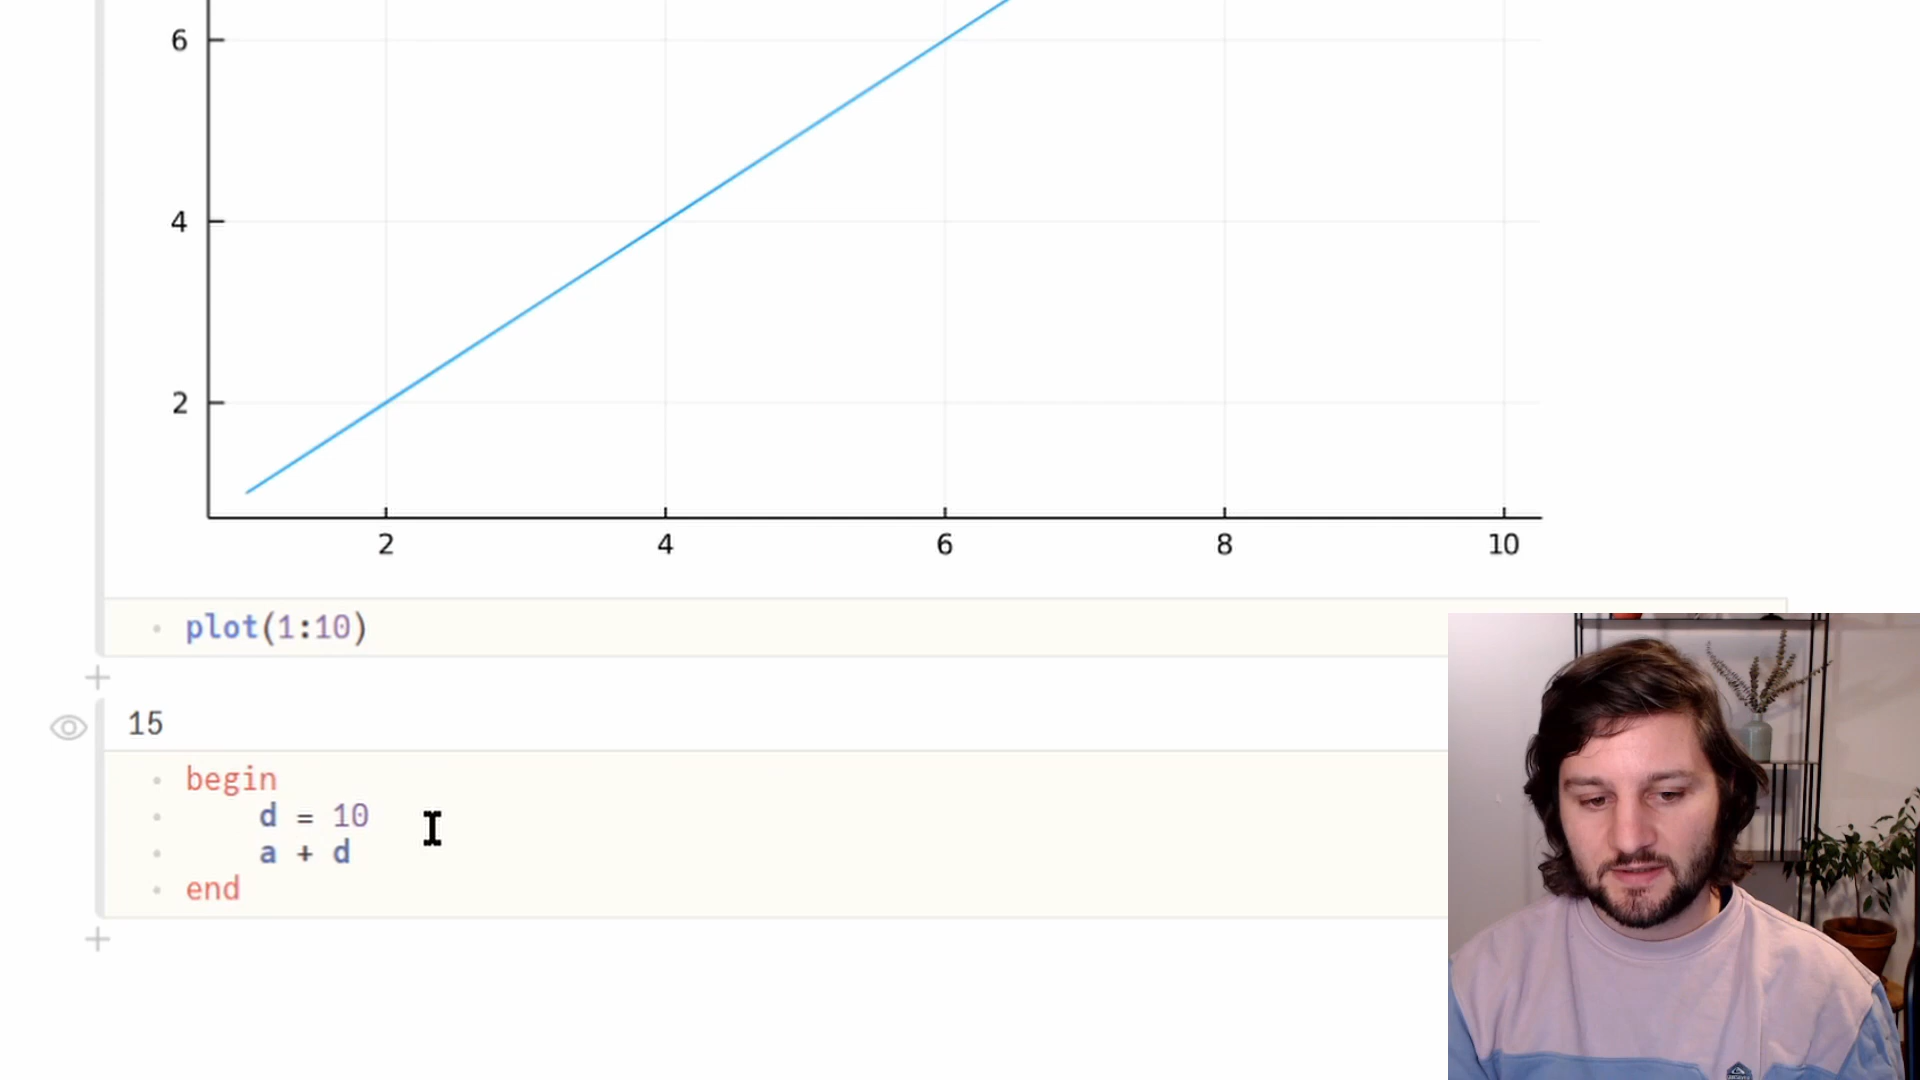 6
4
2
2 4 6 8 10
plot(1:10)
15
begin
d = 10
a + d
end